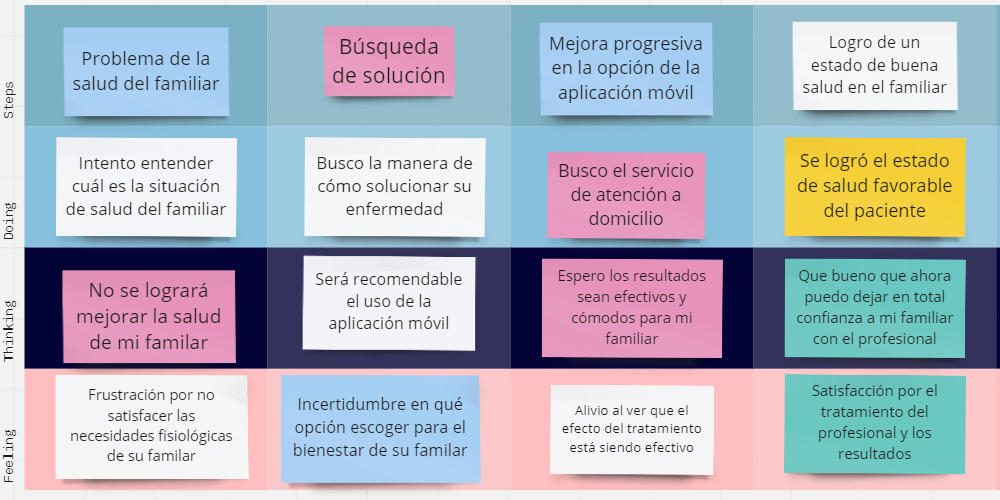 Steps
Problema de la
salud del familiar
Búsqueda
de solución
Mejora progresiva
en la opción de la
aplicación móvil
Logro de un
estado de buena
salud en el familiar
Doing
Intento entender
cuál es la situación
de salud del familiar
Busco la manera de
cómo solucionar su
enfermedad
Busco el servicio
de atención a
domicilio
Se logró el estado
de salud favorable
del paciente
Thinking
No se logrará
mejorar la salud
de mi familar
Será recomendable
el uso de la
aplicación móvil
Espero los resultados
sean efectivos y
cómodos para mi
familiar
Que bueno que ahora
puedo dejar en total
confianza a mi familiar
con el profesional
Feeling
Frustración por no
satisfacer las
necesidades fisiológicas
de su familar
Incertidumbre en qué
opción escoger para el
bienestar de su familar
Alivio al ver que el
efecto del tratamiento
está siendo efectivo
Satisfacción por el
tratamiento del
profesional y los
resultados